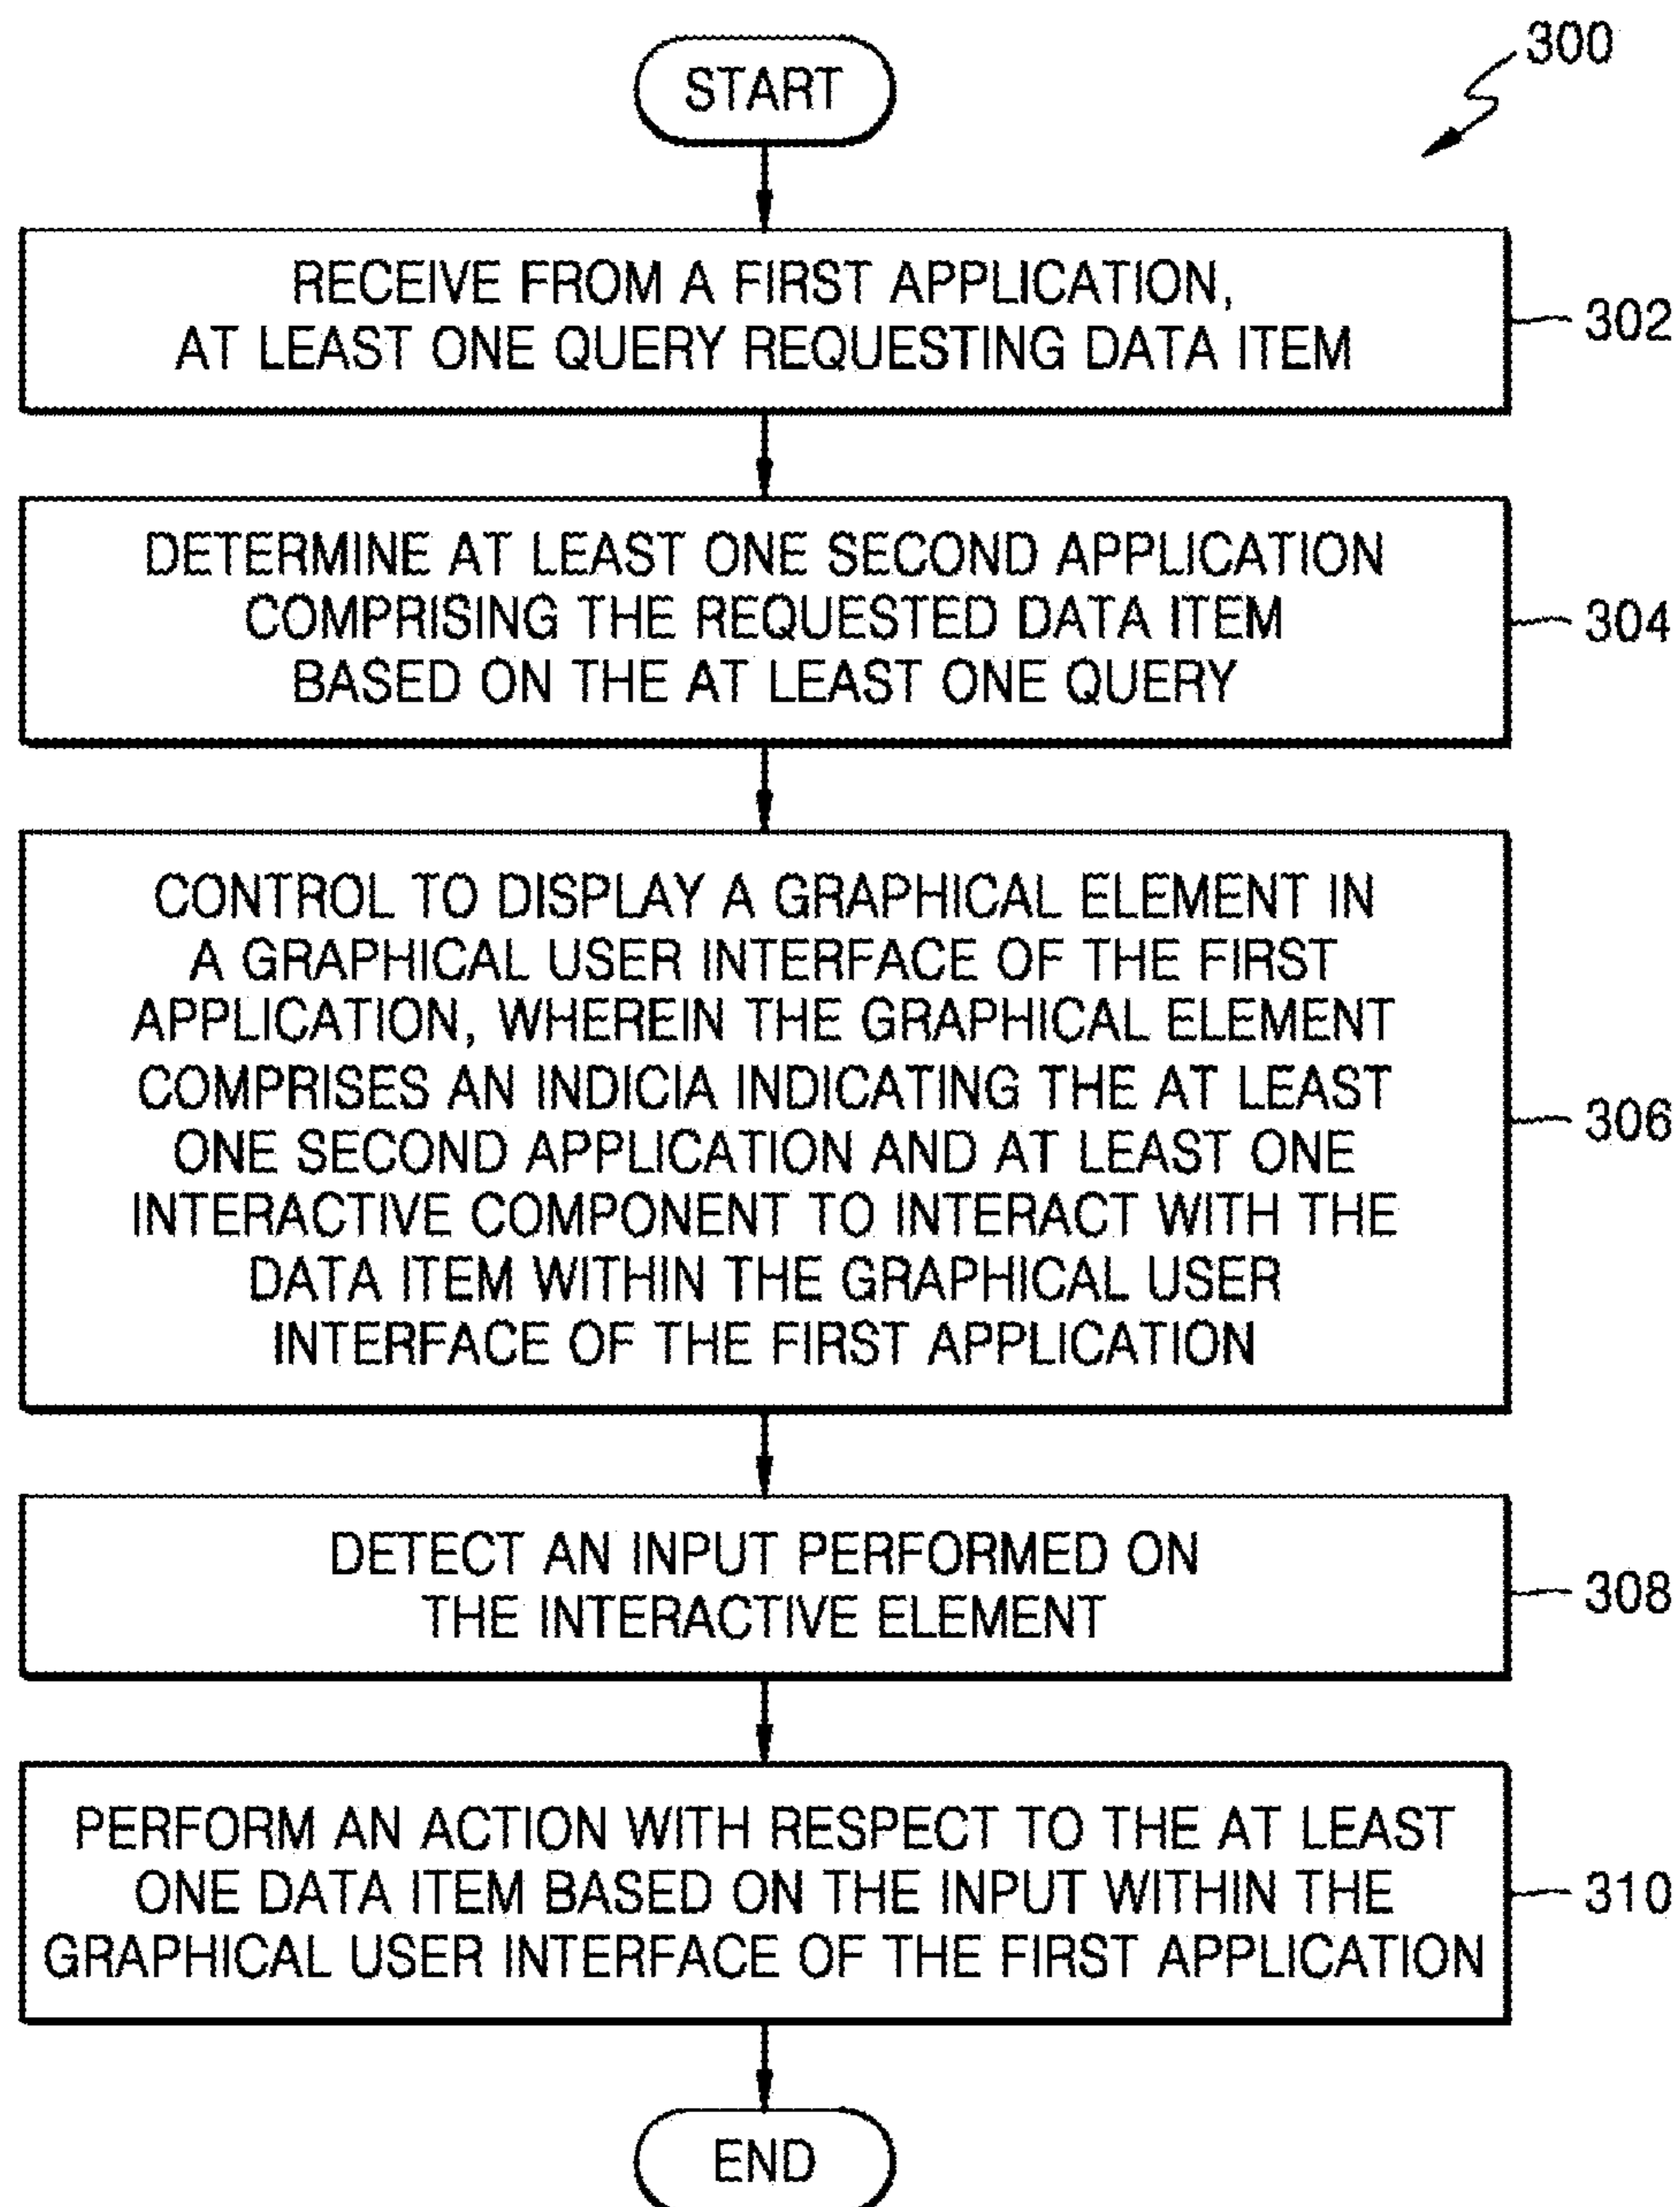 300
START
RECEIVE FROM A FIRST APPLICATION,
AT LEAST ONE QUERY REQUESTING DATA ITEM
302
DETERMINE AT LEAST ONE SECOND APPLICATION
COMPRISING THE REQUESTED DATA ITEM
BASED ON THE AT LEAST ONE QUERY
304
CONTROL TO DISPLAY A GRAPHICAL ELEMENT IN
A GRAPHICAL USER INTERFACE OF THE FIRST
APPLICATION, WHEREIN THE GRAPHICAL ELEMENT
COMPRISES AN INDICIA INDICATING THE AT LEAST
ONE SECOND APPLICATION AND AT LEAST ONE
INTERACTIVE COMPONENT TO INTERACT WITH THE
DATA ITEM WITHIN THE GRAPHICAL USER
INTERFACE OF THE FIRST APPLICATION
306
DETECT AN INPUT PERFORMED ON
THE INTERACTIVE ELEMENT
308
PERFORM AN ACTION WITH RESPECT TO THE AT LEAST
ONE DATA ITEM BASED ON THE INPUT WITHIN THE
GRAPHICAL USER INTERFACE OF THE FIRST APPLICATION
310
END